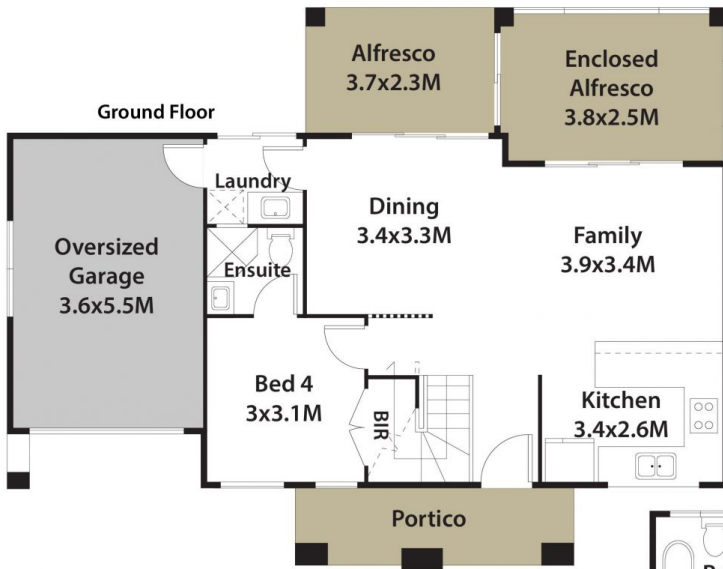 Ground Floor
Alfresco
3.7x2.3M
Enclosed
Alfresco
3.8x2.5M
Laundry
Dining
3.4x3.3M
Family
3.9x3.4M
Oversized
Garage
3.6x5.5M
Ensuite
Bed 4
3x3.1M
BIR
Kitchen
3.4x2.6M
Portico